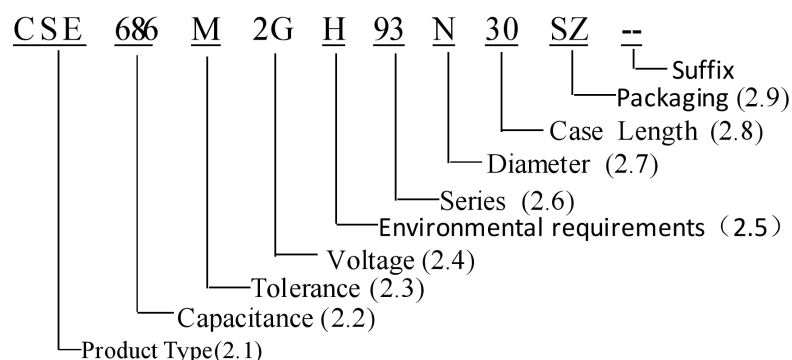 CSE 686 M 2G H 93 N 30 SZ --
Suffix
Packaging (2.9)
Case Length (2.8)
Diameter (2.7)
Series (2.6)
Environmental requirements（2.5）
Voltage (2.4)
Tolerance (2.3)
Capacitance (2.2)
Product Type(2.1)